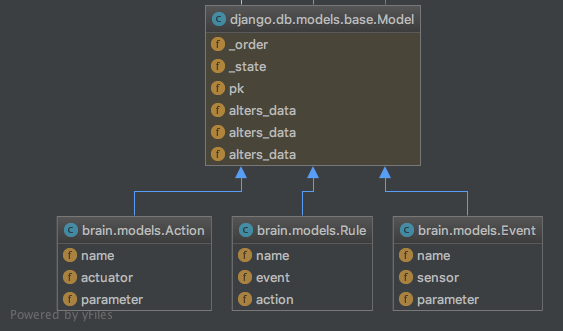 django.db.models.base.Model
_order
_state
pk
alters_data
alters_data
alters_data
brain.models.Action
name
actuator
parameter
brain.models.Rule
name
event
action
brain.models.Event
name
sensor
parameter
Powered by yFiles